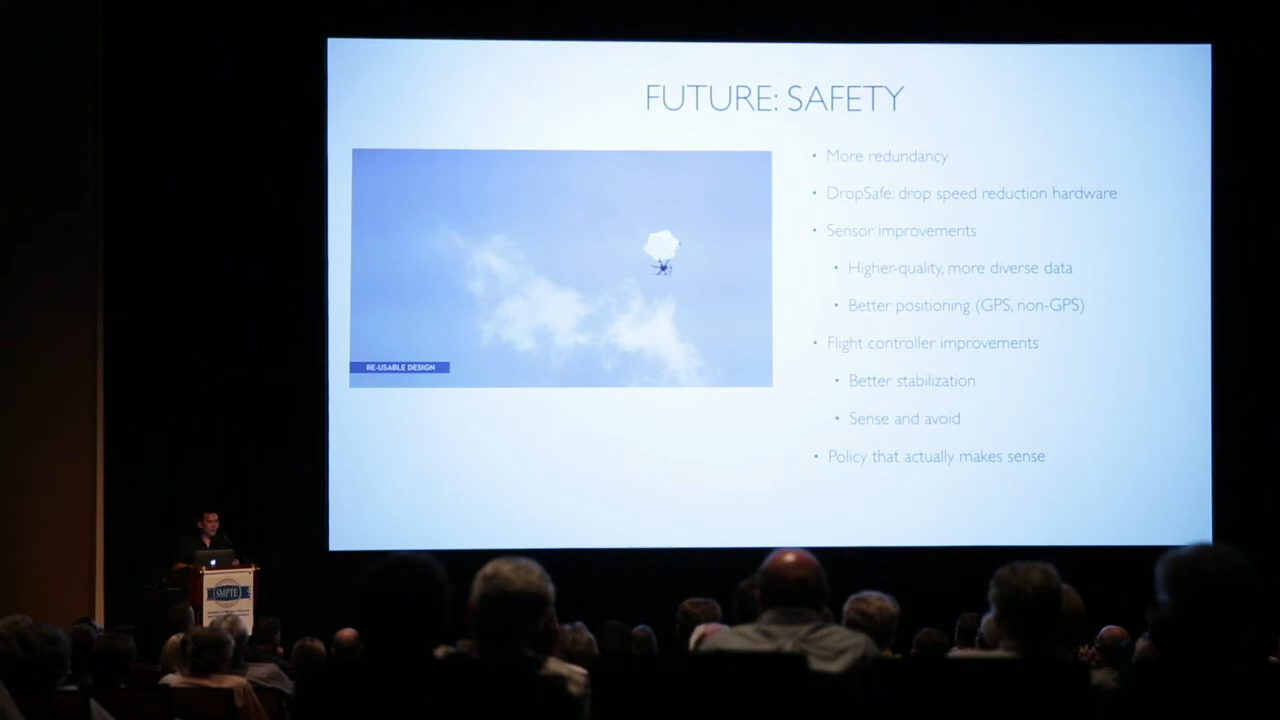 FUTURE: SAFETY
• More redundancy
• DropSafe: drop speed reduction hardware
• Sensor improvements
• Higher-quality, more diverse data
• Better positioning (GPS, non-GPS)
• Flight controller improvements
• Better stabilization
• Sense and avoid
• Policy that actually makes sense
RE-USABLE DESIGN
SMPTE